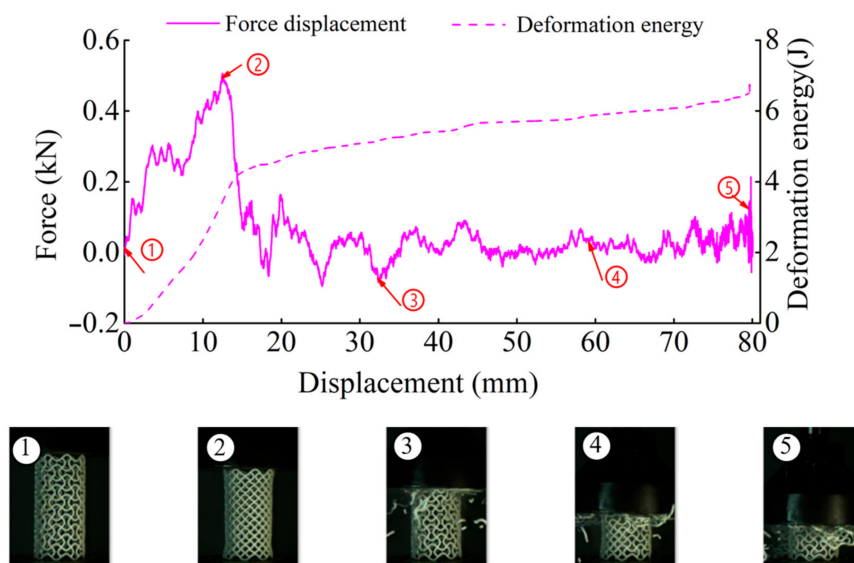 Force displacement Deformation energy
0.6
0.4
0.2
0.0
−0.2
Force (kN)
8
6
4
2
0
Deformation energy(J)
①
②
③
④
⑤
0 10 20 30 40 50 60 70 80
Displacement (mm)
1 2 3 4 5